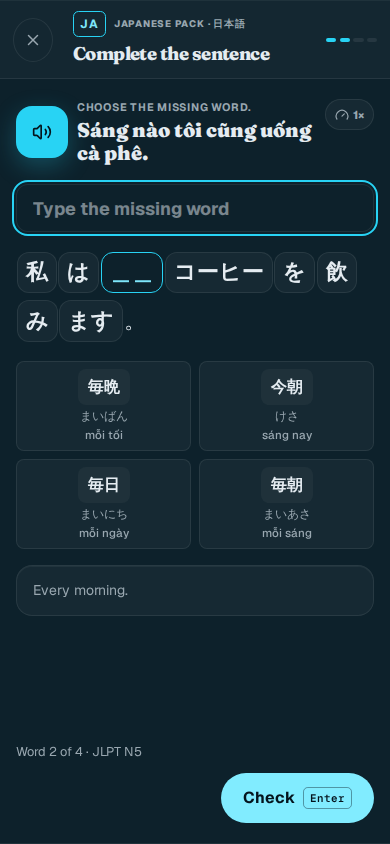 JA JAPANESE PACK · 日本語
Complete the sentence
CHOOSE THE MISSING WORD.
Sáng nào tôi cũng uống
cà phê.
1×
Type the missing word
私 は __ __ コーヒー を 飲
み ます 。
毎晩
まいばん
mỗi tối
今朝
けさ
sáng nay
毎日
まいにち
mỗi ngày
毎朝
まいあさ
mỗi sáng
Every morning.
Word 2 of 4 · JLPT N5
Check Enter